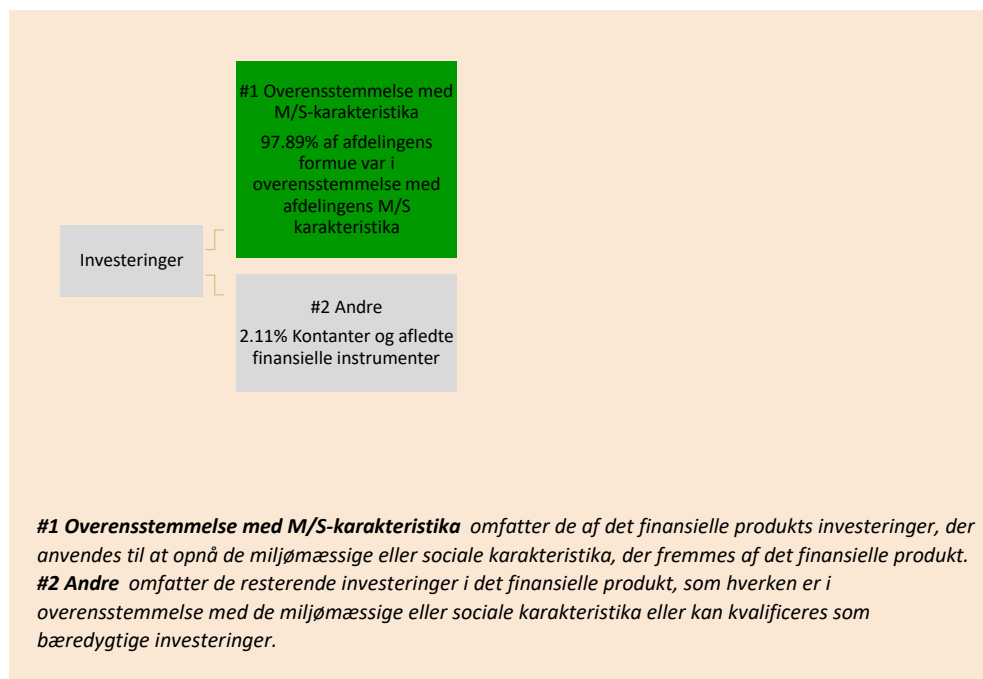 #1 Overensstemmelse med
M/S-karakteristika
97.89% af afdelingens
formue var i
overensstemmelse med
afdelingens M/S
karakteristika
Investeringer
#2 Andre
2.11% Kontanter og afledte
finansielle instrumenter
#1 Overensstemmelse med M/S-karakteristika omfatter de af det finansielle produkts investeringer, der
anvendes til at opnå de miljømæssige eller sociale karakteristika, der fremmes af det finansielle produkt.
#2 Andre omfatter de resterende investeringer i det finansielle produkt, som hverken er i
overensstemmelse med de miljømæssige eller sociale karakteristika eller kan kvalificeres som
bæredygtige investeringer.